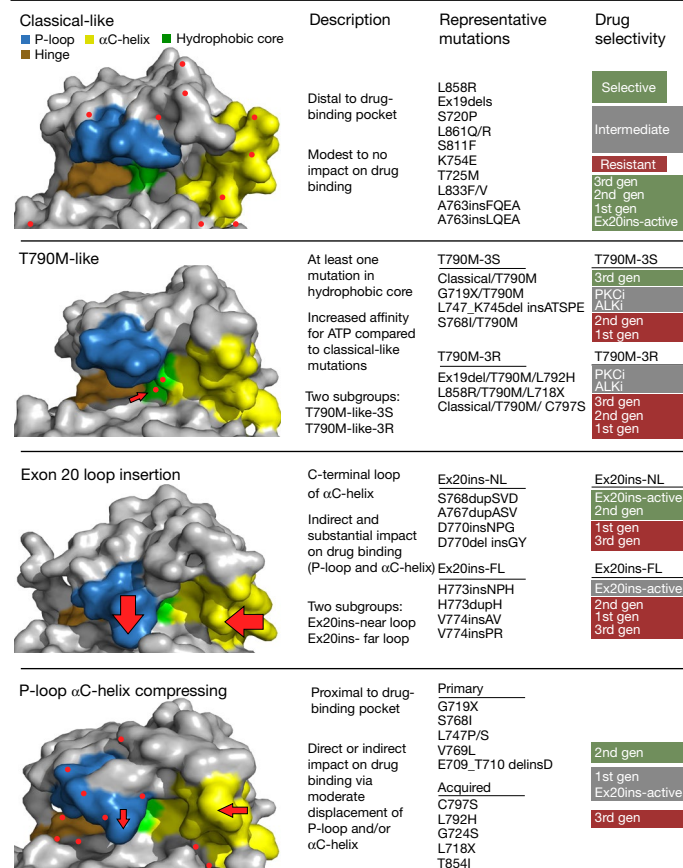 Classical-like
P-loop
αC-helix
Hydrophobic core
Hinge
Description
Representative
mutations
Drug
selectivity
Distal to drug-
binding pocket
Modest to no
impact on drug
binding
L858R
Ex19dels
S720P
L861Q/R
S811F
K754E
T725M
L833F/V
A763insFQEA
A763insLQEA
Selective
Intermediate
Resistant
3rd gen
2nd gen
1st gen
Ex20ins-active
T790M-like
At least one
mutation in
hydrophobic core
Increased affinity
for ATP compared
to classical-like
mutations
Two subgroups:
T790M-like-3S
T790M-like-3R
T790M-3S
Classical/T790M
G719X/T790M
L747_K745del insATSPE
S768I/T790M
T790M-3R
Ex19del/T790M/L792H
L858R/T790M/L718X
Classical/T790M/ C797S
T790M-3S
3rd gen
PKCi
ALKi
2nd gen
1st gen
T790M-3R
PKCi
ALKi
3rd gen
2nd gen
1st gen
Exon 20 loop insertion
C-terminal loop
of αC-helix
Indirect and
substantial impact
on drug binding
(P-loop and αC-helix)
Two subgroups:
Ex20ins-near loop
Ex20ins- far loop
Ex20ins-NL
S768dupSVD
A767dupASV
D770insNPG
D770del insGY
Ex20ins-FL
H773insNPH
H773dupH
V774insAV
V774insPR
Ex20ins-NL
Ex20ins-active
2nd gen
1st gen
3rd gen
Ex20ins-FL
Ex20ins-active
2nd gen
1st gen
3rd gen
P-loop αC-helix compressing
Proximal to drug-
binding pocket
Direct or indirect
impact on drug
binding via
moderate
displacement of
P-loop and/or
αC-helix
Primary
G719X
S768I
L747P/S
V769L
E709_T710 delinsD
Acquired
C797S
L792H
G724S
L718X
T854I
2nd gen
1st gen
Ex20ins-active
3rd gen